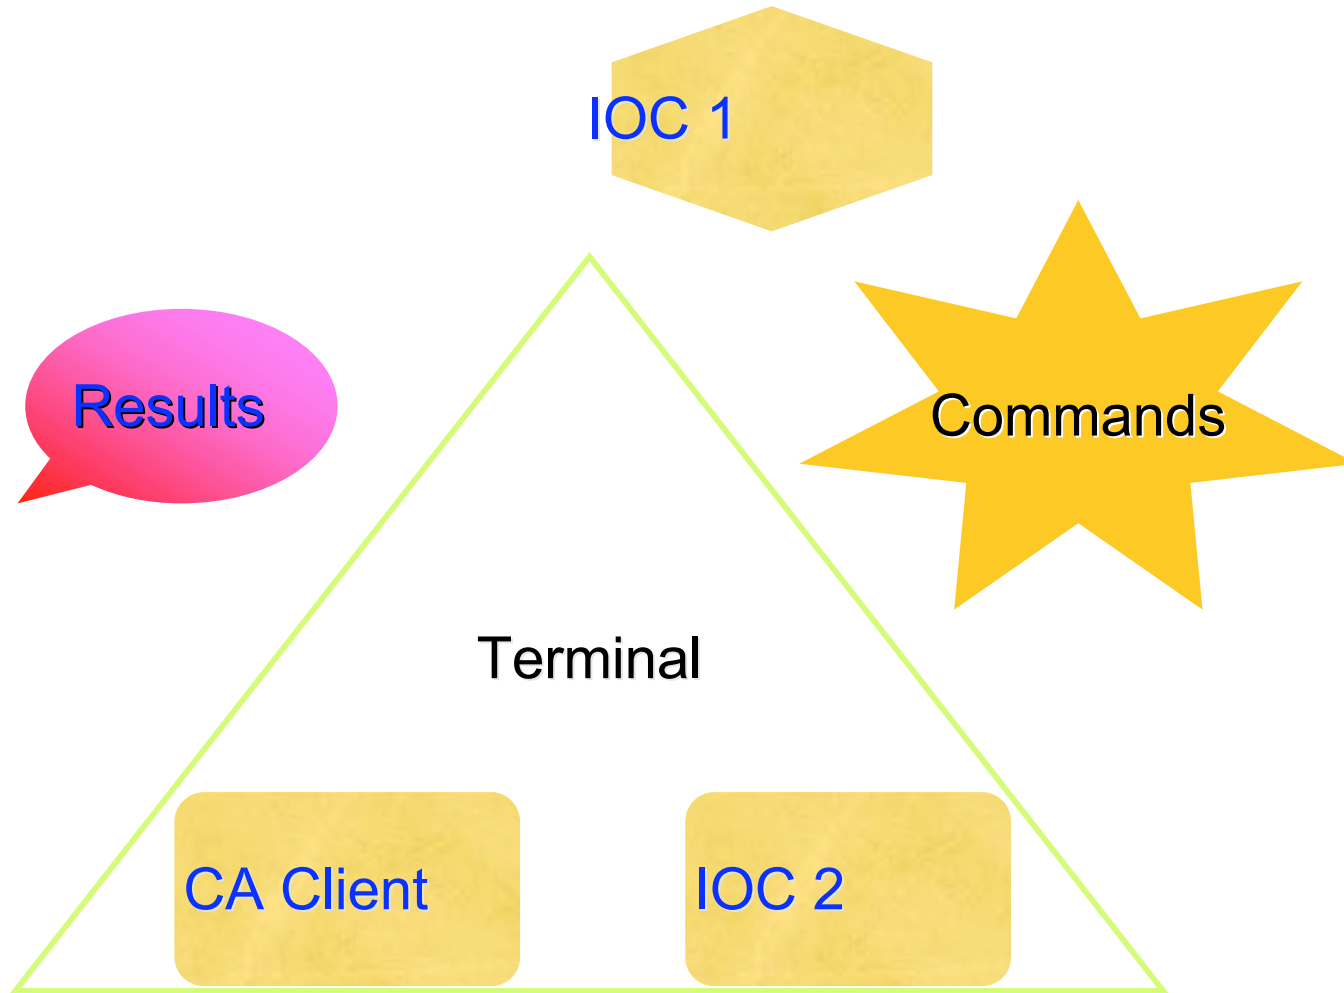 IOC 1
Results
Commands
Terminal
CA Client
IOC 2